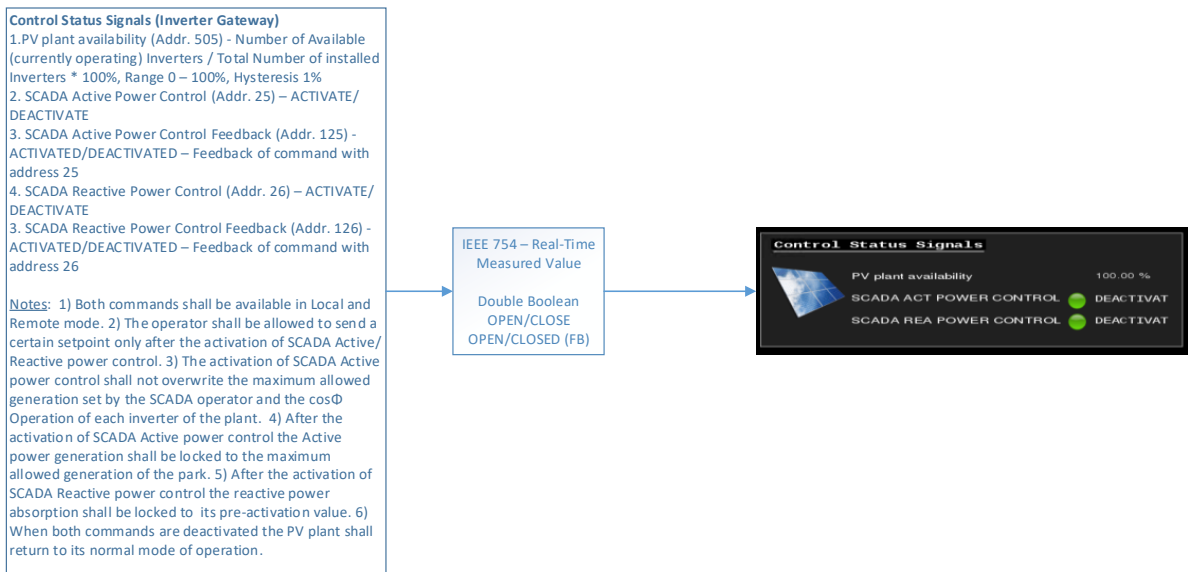 Control Status Signals (Inverter Gateway)
1.PV plant availability (Addr. 505) - Number of Available
(currently operating) Inverters / Total Number of installed
Inverters * 100%, Range 0 – 100%, Hysteresis 1%
2. SCADA Active Power Control (Addr. 25) – ACTIVATE/
DEACTIVATE
3. SCADA Active Power Control Feedback (Addr. 125) -
ACTIVATED/DEACTIVATED – Feedback of command with
address 25
4. SCADA Reactive Power Control (Addr. 26) – ACTIVATE/
DEACTIVATE
3. SCADA Reactive Power Control Feedback (Addr. 126) -
ACTIVATED/DEACTIVATED – Feedback of command with
address 26
Notes:  1) Both commands shall be available in Local and
Remote mode. 2) The operator shall be allowed to send a
certain setpoint only after the activation of SCADA Active/
Reactive power control. 3) The activation of SCADA Active
power control shall not overwrite the maximum allowed
generation set by the SCADA operator and the cosΦ
Operation of each inverter of the plant.  4) After the
activation of SCADA Active power control the Active
power generation shall be locked to the maximum
allowed generation of the park. 5) After the activation of
SCADA Reactive power control the reactive power
absorption shall be locked to  its pre-activation value. 6)
When both commands are deactivated the PV plant shall
return to its normal mode of operation.
IEEE 754 – Real-Time
Measured Value
Double Boolean
OPEN/CLOSE
OPEN/CLOSED (FB)
Control Status Signals
PV plant availability 100.00 %
SCADA ACT POWER CONTROL DEACTIVAT
SCADA REA POWER CONTROL DEACTIVAT